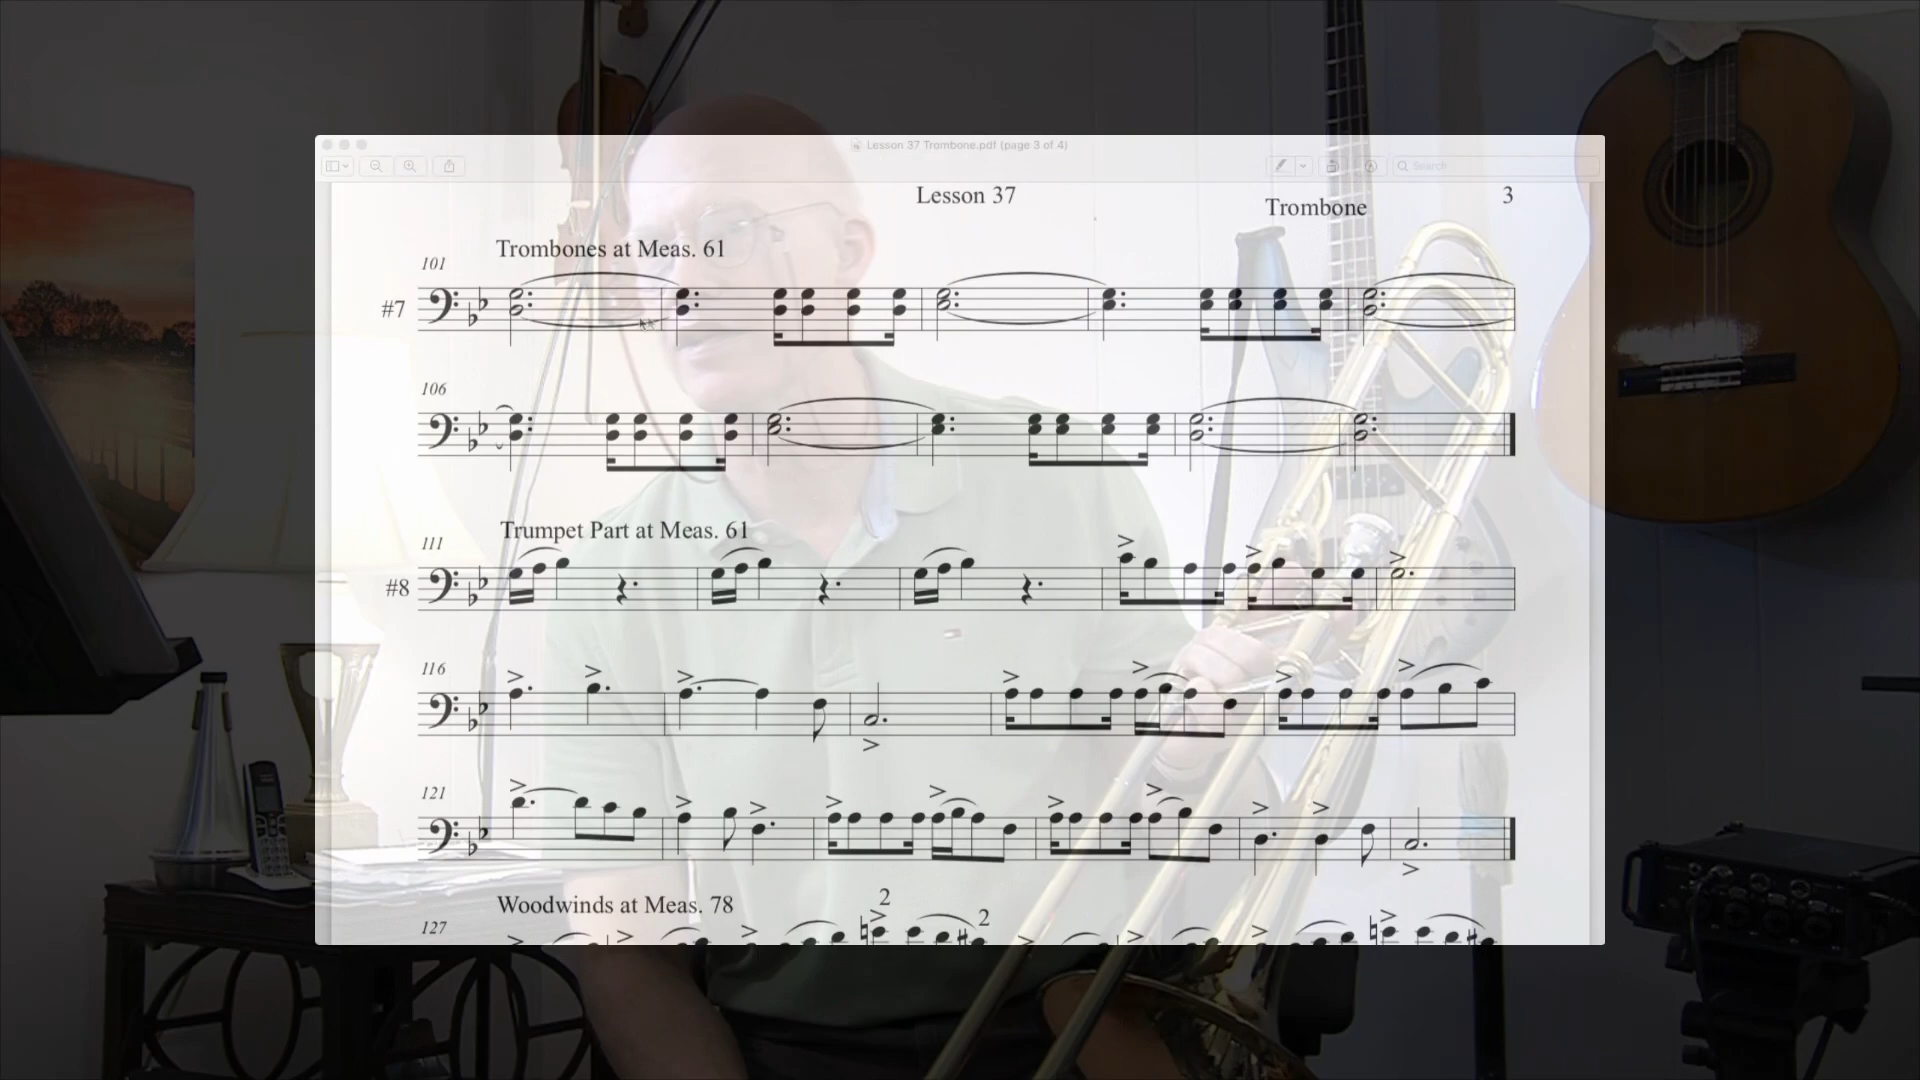 Lesson 37 Trombone.pdf (page 3 of 4)
Search
Lesson 37
Trombone
3
Trombones at Meas. 61
101
#7
106
Trumpet Part at Meas. 61
111
#8
116
121
Woodwinds at Meas. 78
127
2
2